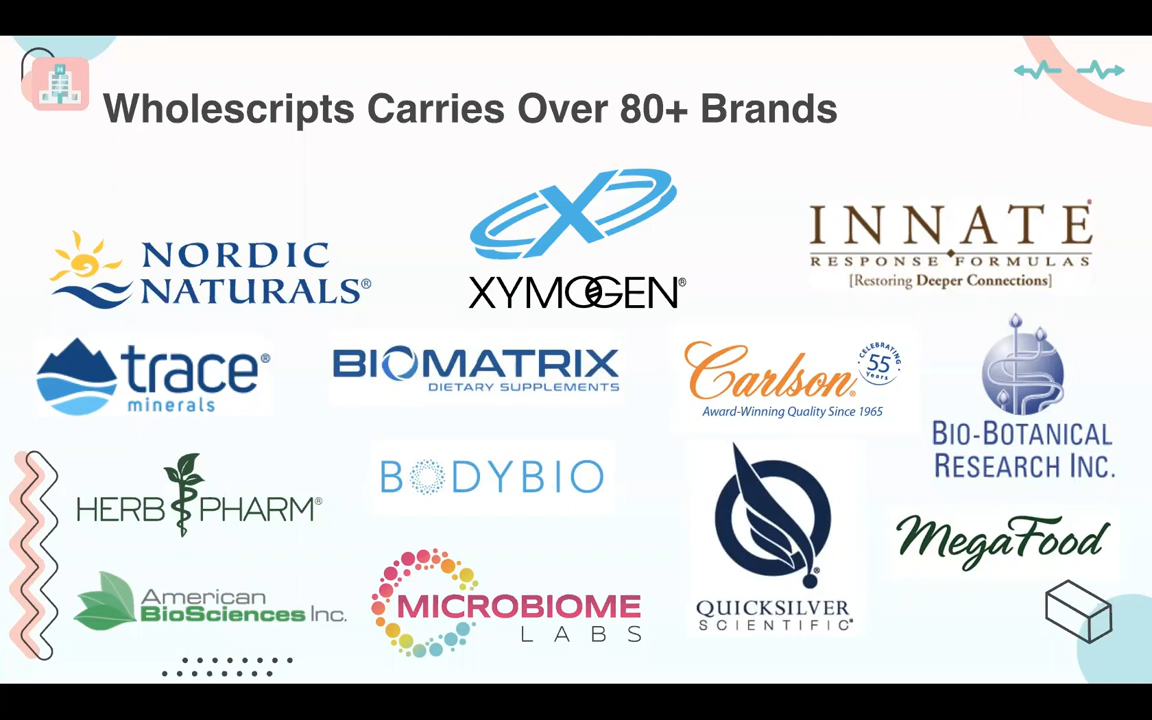 Wholescripts Carries Over 80+ Brands
NORDIC
NATURALS®
XYMOGEN®
INNATE®
RESPONSE FORMULAS
[Restoring Deeper Connections]
trace®
minerals
BIOMATRIX
DIETARY SUPPLEMENTS
Carlson®
CELEBRATING
55
Years
Award-Winning Quality Since 1965
BIO-BOTANICAL
RESEARCH INC.
HERB PHARM®
BODYBIO
QUICKSILVER
SCIENTIFIC®
MegaFood
American
BioSciences Inc.
MICROBIOME
LABS